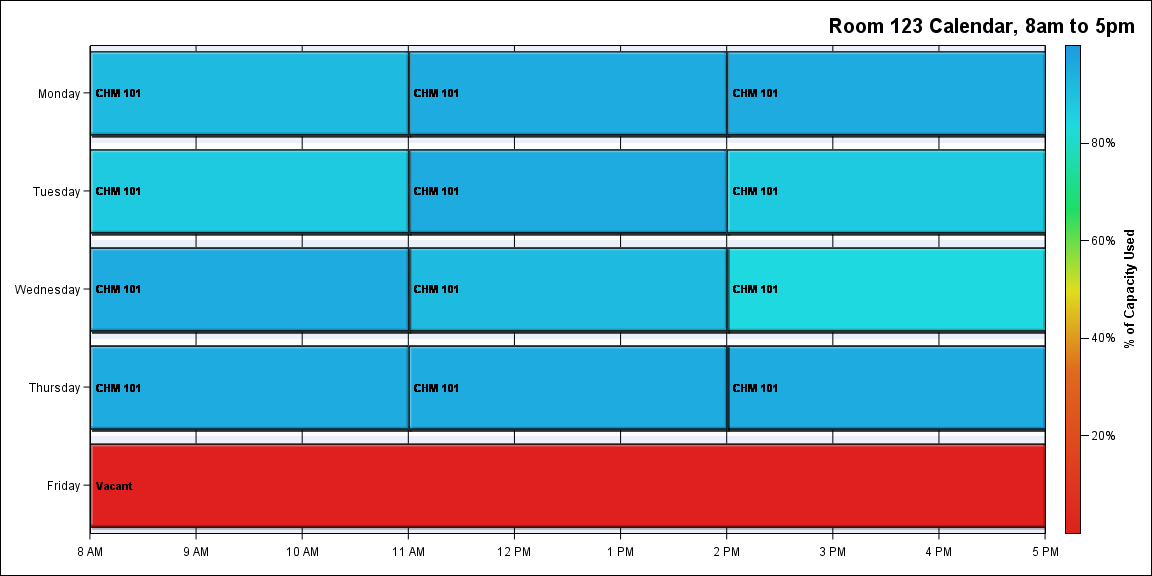 Room 123 Calendar, 8am to 5pm
Monday
CHM 101
CHM 101
CHM 101
Tuesday
CHM 101
CHM 101
CHM 101
Wednesday
CHM 101
CHM 101
CHM 101
Thursday
CHM 101
CHM 101
CHM 101
Friday
Vacant
8 AM
9 AM
10 AM
11 AM
12 PM
1 PM
2 PM
3 PM
4 PM
5 PM
80%
60%
40%
20%
% of Capacity Used